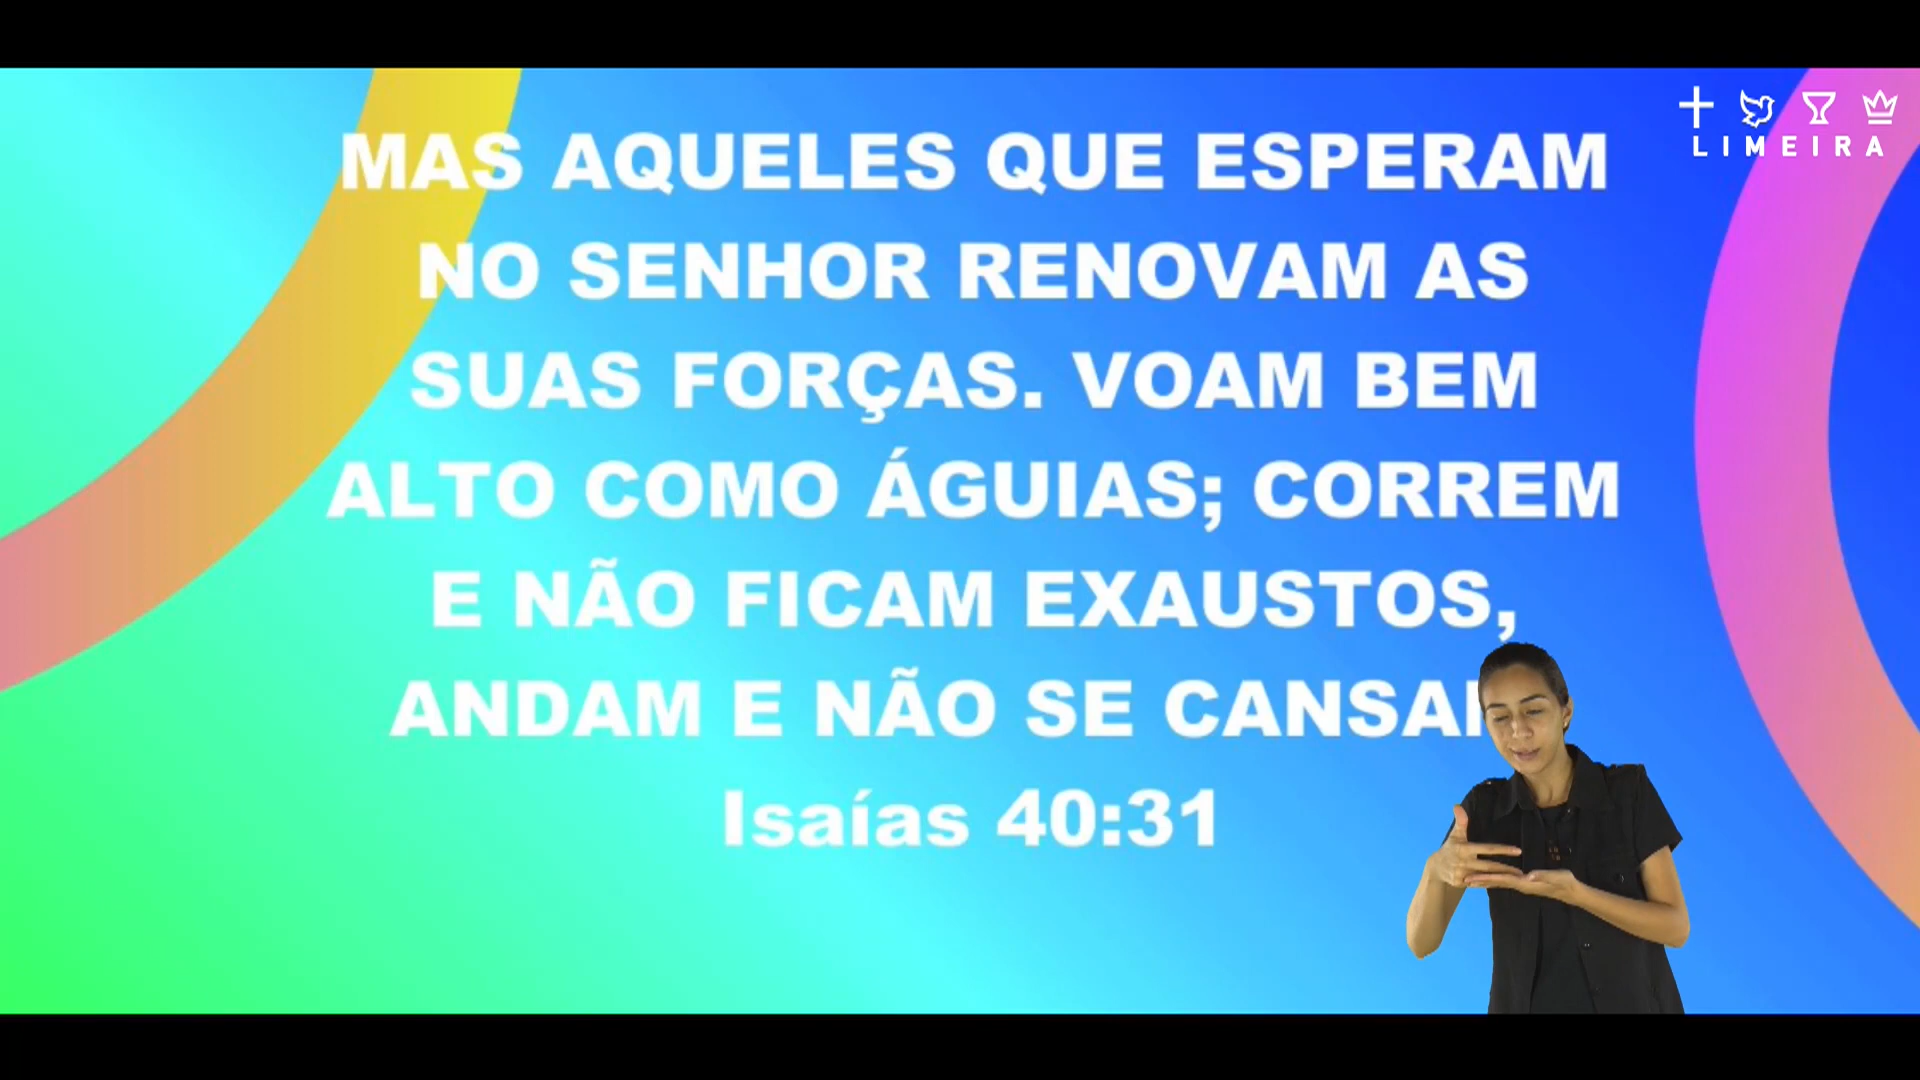 LIMEIRA
MAS AQUELES QUE ESPERAM
NO SENHOR RENOVAM AS
SUAS FORÇAS. VOAM BEM
ALTO COMO ÁGUIAS; CORREM
E NÃO FICAM EXAUSTOS,
ANDAM E NÃO SE
Isaías 40:31